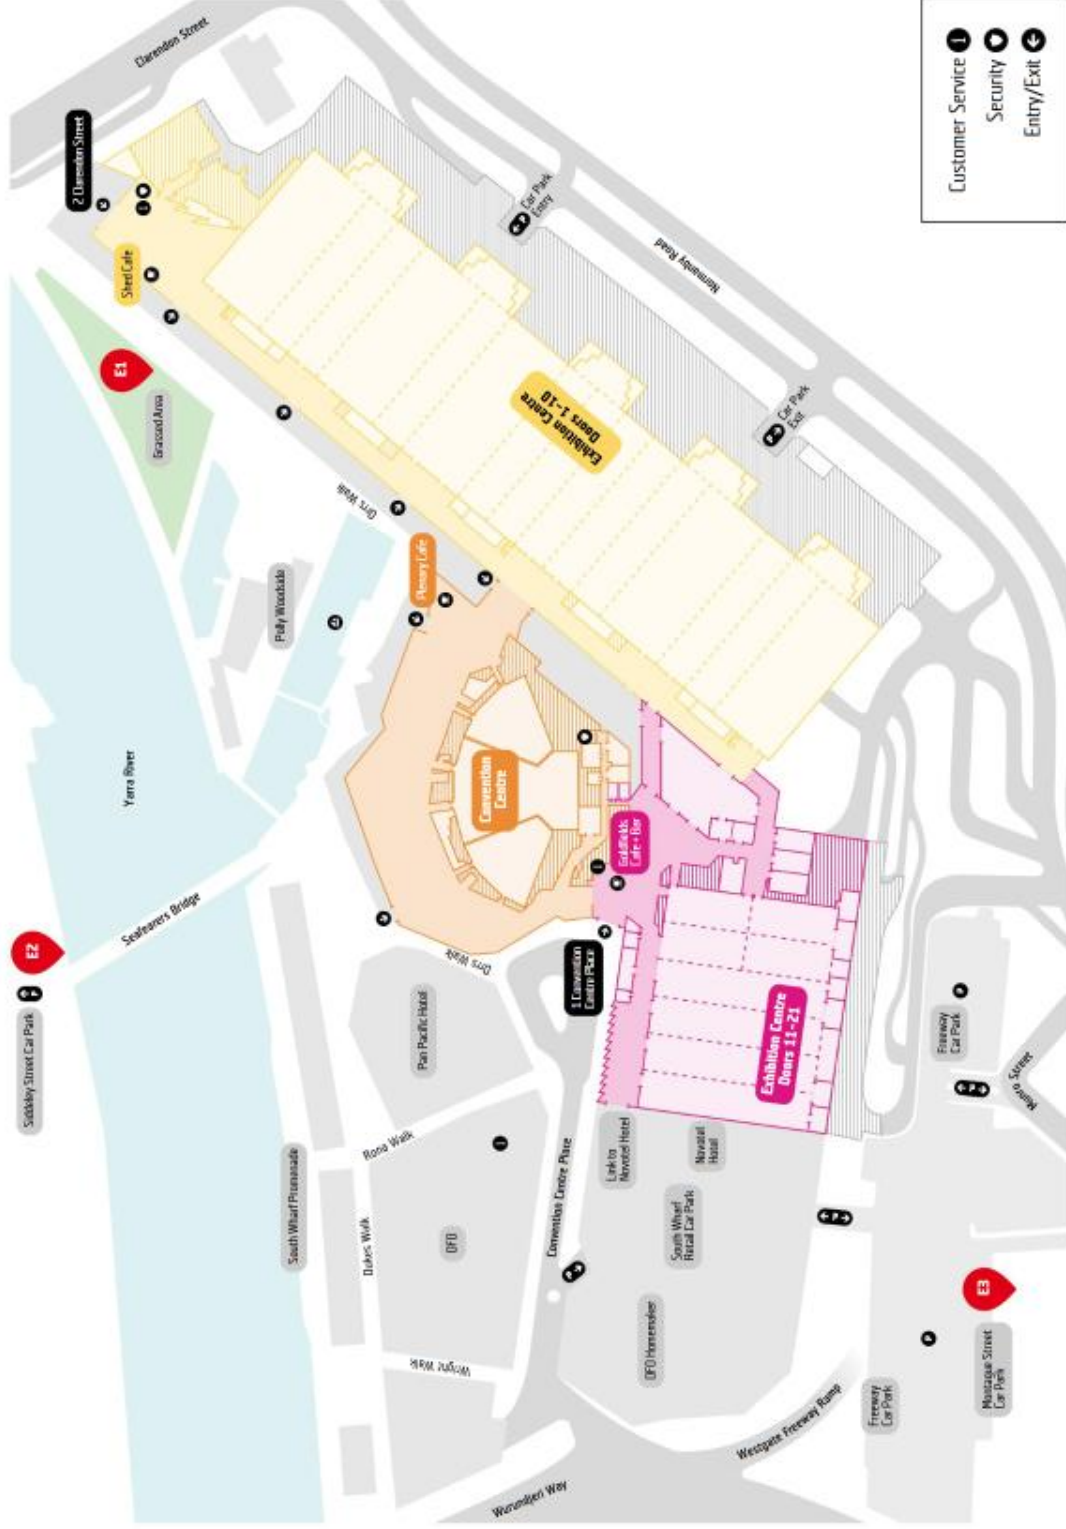 Clarendon Street
2 Clarendon Street
Shed Cafe
E1
Grassed Area
Orrs Walk
Polly Woodside
Plenary Cafe
Yarra River
Seafarers Bridge
E2
Siddeley Street Car Park
Exhibition Centre
Doors 1–10
Car Park
Entry
Normanby Road
Car Park
Exit
Customer Service
Security
Entry/Exit
Convention
Centre
Goldfields
Cafe + Bar
1 Convention
Centre Place
Orrs Walk
Pan Pacific Hotel
Exhibition Centre
Doors 11–21
Freeway
Car Park
Munro Street
Rona Walk
South Wharf Promenade
Dukes Walk
DFO
Convention Centre Place
Link to
Novotel Hotel
Novotel
Hotel
South Wharf
Retail Car Park
DFO Homemaker
Wright Walk
E3
Montague Street
Car Park
Freeway
Car Park
Westgate Freeway Ramp
Wurundjeri Way